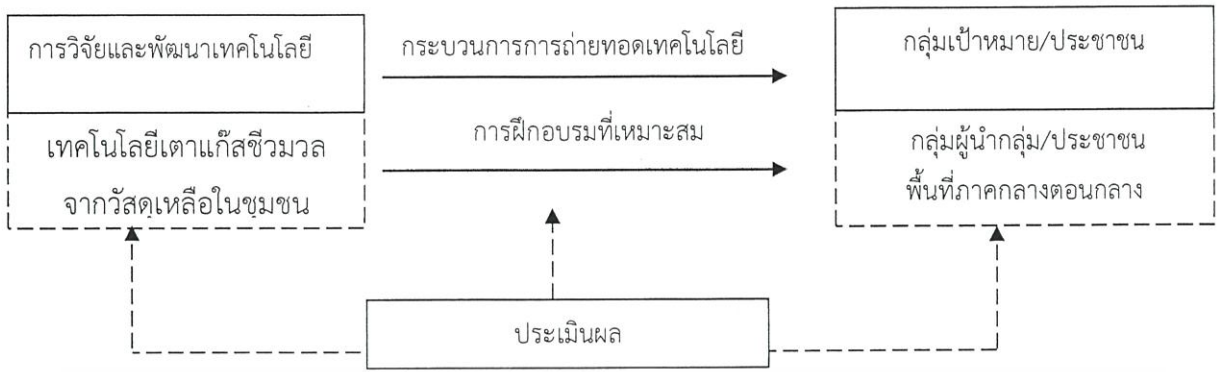 การวิจัยและพัฒนาเทคโนโลยี
กระบวนการการถ่ายทอดเทคโนโลยี
กลุ่มเป้าหมาย/ประชาชน
เทคโนโลยีเตาแก๊สชีวมวล
จากวัสดุเหลือในชุมชน
การฝึกอบรมที่เหมาะสม
กลุ่มผู้นำกลุ่ม/ประชาชน
พื้นที่ภาคกลางตอนกลาง
ประเมินผล